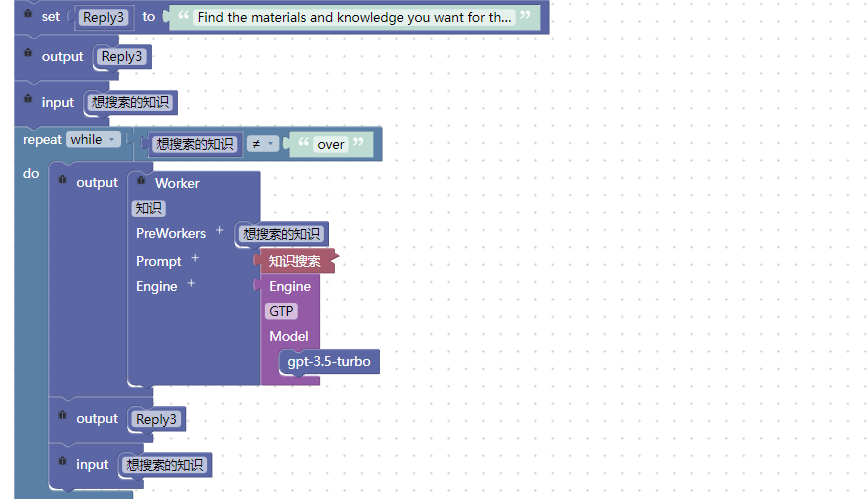 set Reply3 to “ Find the materials and knowledge you want for th... ”
output Reply3
input 想搜索的知识
repeat while 想搜索的知识 ≠ “ over ”
do
output Worker
知识
PreWorkers + 想搜索的知识
Prompt + 知识搜索
Engine + Engine
GTP
Model
gpt-3.5-turbo
output Reply3
input 想搜索的知识